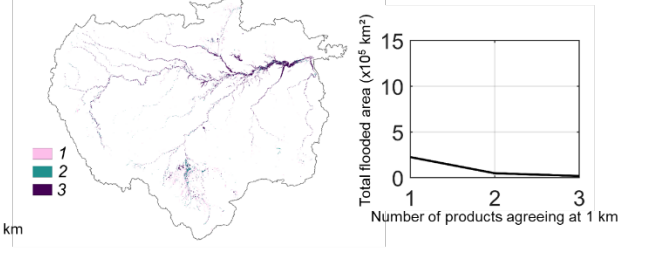 1
2
3
km
Total flooded area (x10⁵ km²)
15
10
5
0
1 2 3
Number of products agreeing at 1 km